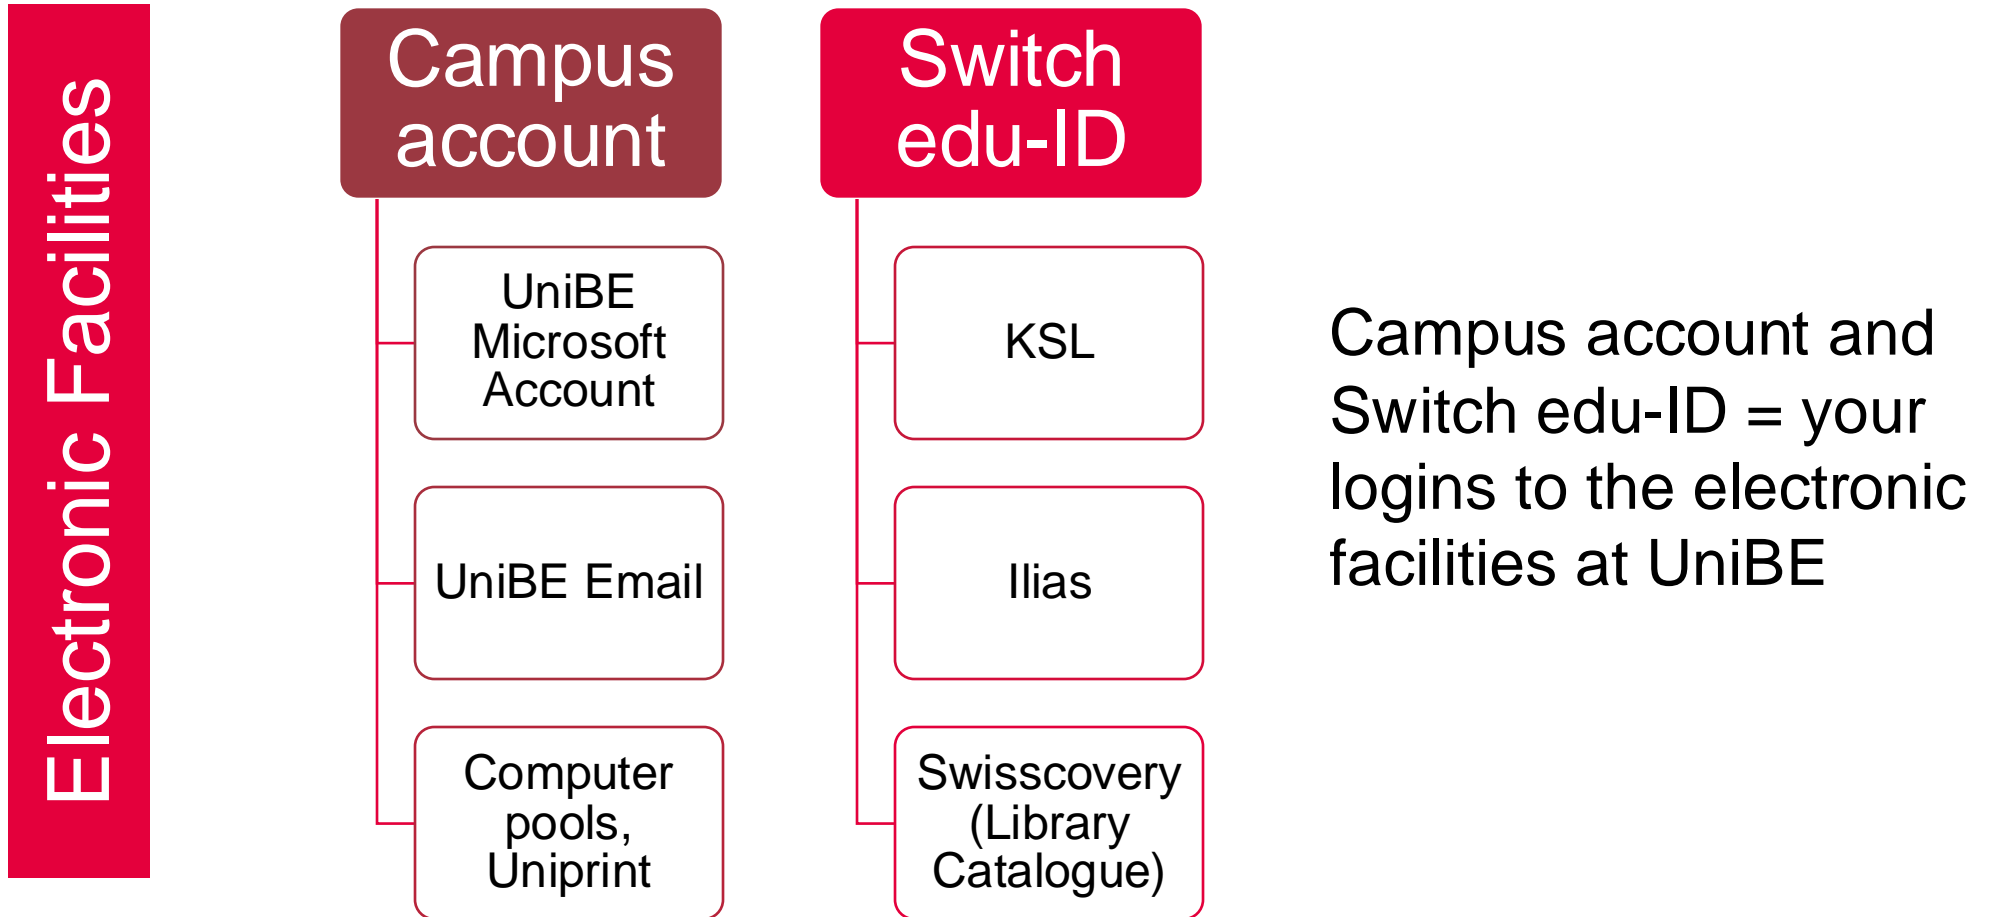 Electronic Facilities
Campus
account
UniBE
Microsoft
Account
UniBE Email
Computer
pools,
Uniprint
Switch
edu-ID
KSL
Ilias
Swisscovery
(Library
Catalogue)
Campus account and
Switch edu-ID = your
logins to the electronic
facilities at UniBE